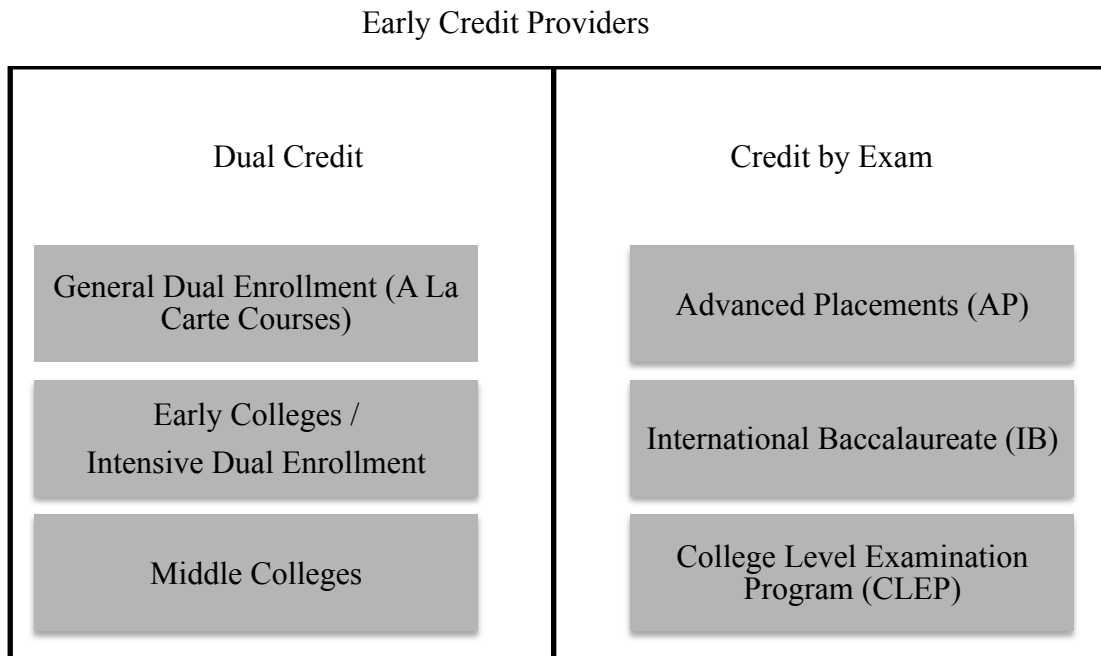 Early Credit Providers
Dual Credit
General Dual Enrollment (A La
Carte Courses)
Early Colleges /
Intensive Dual Enrollment
Middle Colleges
Credit by Exam
Advanced Placements (AP)
International Baccalaureate (IB)
College Level Examination
Program (CLEP)